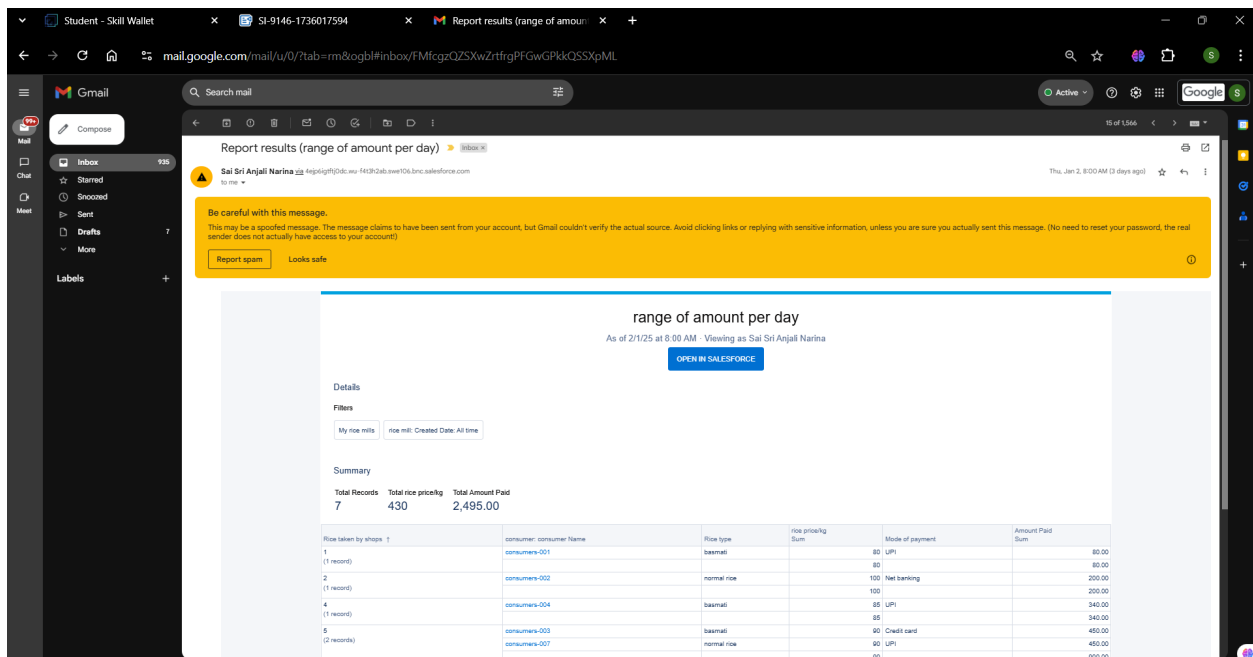 Student - Skill Wallet
SI-9146-1736017594
Report results (range of amoun
mail.google.com/mail/u/0/?tab=rm&ogbl#inbox/FMfcgzQZSXwZrtfrgPFGwGPkkQSSXpML
S
Gmail
Search mail
Active
Google
S
99+
Mail
Chat
Meet
Compose
Inbox 935
Starred
Snoozed
Sent
Drafts 7
More
Labels
15 of 1,566
Report results (range of amount per day)
Inbox ×
Sai Sri Anjali Narina via
to me
Thu, Jan 2, 8:00 AM (3 days ago)
Be careful with this message.
This may be a spoofed message. The message claims to have been sent from your account, but Gmail couldn't verify the actual source. Avoid clicking links or replying with sensitive information, unless you are sure you actually sent this message. (No need to reset your password, the real
sender does not actually have access to your account!)
Report spam Looks safe
range of amount per day
As of 2/1/25 at 8:00 AM · Viewing as Sai Sri Anjali Narina
OPEN IN SALESFORCE
Details
Filters
My rice mills rice mill: Created Date: All time
Summary
Total Records Total rice price/kg Total Amount Paid
7 430 2,495.00
Rice taken by shops ↑ consumer: consumer Name Rice type rice price/kg Sum Mode of payment Amount Paid Sum
1 consumers-001 basmati 80 UPI 80.00
(1 record) 80 80.00
2 consumers-002 normal rice 100 Net banking 200.00
(1 record) 100 200.00
4 consumers-004 basmati 85 UPI 340.00
(1 record) 85 340.00
5 consumers-003 basmati 90 Credit card 450.00
(2 records) consumers-007 normal rice 90 UPI 450.00
90 900.00